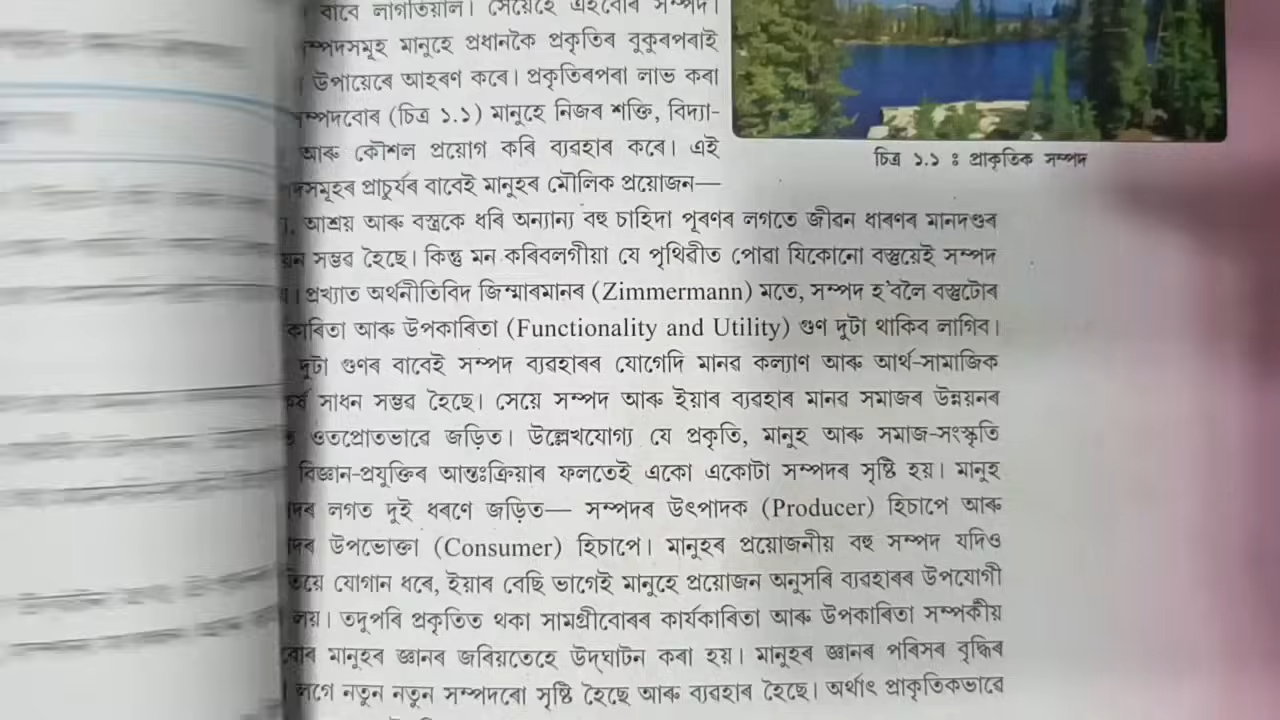 বাবে লাগতিয়াল। সেয়েহে এইবোৰ সম্পদ।
মানুহে প্ৰধানকৈ প্ৰকৃতিৰ বুকুৰপৰাই
উপায়েৰে আহৰণ কৰে। প্ৰকৃতিৰপৰা লাভ কৰা
(চিত্ৰ ১.১) মানুহে নিজৰ শক্তি, বিদ্যা-
আৰু কৌশল প্ৰয়োগ কৰি ব্যৱহাৰ কৰে। এই
প্ৰাচুৰ্যৰ বাবেই মানুহৰ মৌলিক প্ৰয়োজন—
চিত্ৰ ১.১ ঃ প্ৰাকৃতিক সম্পদ
আশ্ৰয় আৰু বস্ত্ৰকে ধৰি অন্যান্য বহু চাহিদা পূৰণৰ লগতে জীৱন ধাৰণৰ মানদণ্ডৰ
সম্ভৱ হৈছে। কিন্তু মন কৰিবলগীয়া যে পৃথিৱীত পোৱা যিকোনো বস্তুৱেই সম্পদ
প্ৰখ্যাত অৰ্থনীতিবিদ জিম্মাৰমানৰ (Zimmermann) মতে, সম্পদ হ'বলৈ বস্তুটোৰ
আৰু উপকাৰিতা (Functionality and Utility) গুণ দুটা থাকিব লাগিব।
দুটা গুণৰ বাবেই সম্পদ ব্যৱহাৰৰ যোগেদি মানৱ কল্যাণ আৰু আৰ্থ-সামাজিক
সাধন সম্ভৱ হৈছে। সেয়ে সম্পদ আৰু ইয়াৰ ব্যৱহাৰ মানৱ সমাজৰ উন্নয়নৰ
ওতপ্ৰোতভাৱে জড়িত। উল্লেখযোগ্য যে প্ৰকৃতি, মানুহ আৰু সমাজ-সংস্কৃতি
বিজ্ঞান-প্ৰযুক্তিৰ আন্তঃক্ৰিয়াৰ ফলতেই একো একোটা সম্পদৰ সৃষ্টি হয়। মানুহ
লগত দুই ধৰণে জড়িত— সম্পদৰ উৎপাদক (Producer) হিচাপে আৰু
উপভোক্তা (Consumer) হিচাপে। মানুহৰ প্ৰয়োজনীয় বহু সম্পদ যদিও
যোগান ধৰে, ইয়াৰ বেছি ভাগেই মানুহে প্ৰয়োজন অনুসৰি ব্যৱহাৰৰ উপযোগী
লয়। তদুপৰি প্ৰকৃতিত থকা সামগ্ৰীবোৰৰ কাৰ্যকাৰিতা আৰু উপকাৰিতা সম্পৰ্কীয়
মানুহৰ জ্ঞানৰ জৰিয়তেহে উদ্‌ঘাটন কৰা হয়। মানুহৰ জ্ঞানৰ পৰিসৰ বৃদ্ধিৰ
লগে নতুন নতুন সম্পদৰো সৃষ্টি হৈছে আৰু ব্যৱহাৰ হৈছে। অৰ্থাৎ প্ৰাকৃতিকভাৱে